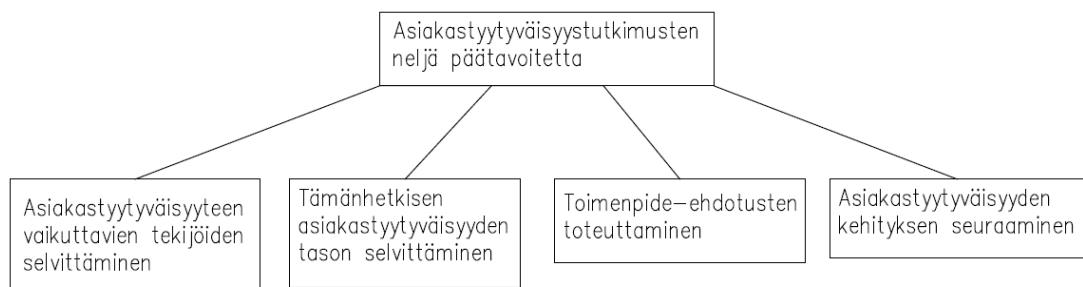 Asiakastyytyväisyystutkimusten
neljä päätavoitetta
Asiakastyytyväisyyteen
vaikuttavien tekijöiden
selvittäminen
Tämänhetkisen
asiakastyytyväisyyden
tason selvittäminen
Toimenpide-ehdotusten
toteuttaminen
Asiakastyytyväisyyden
kehityksen seuraaminen